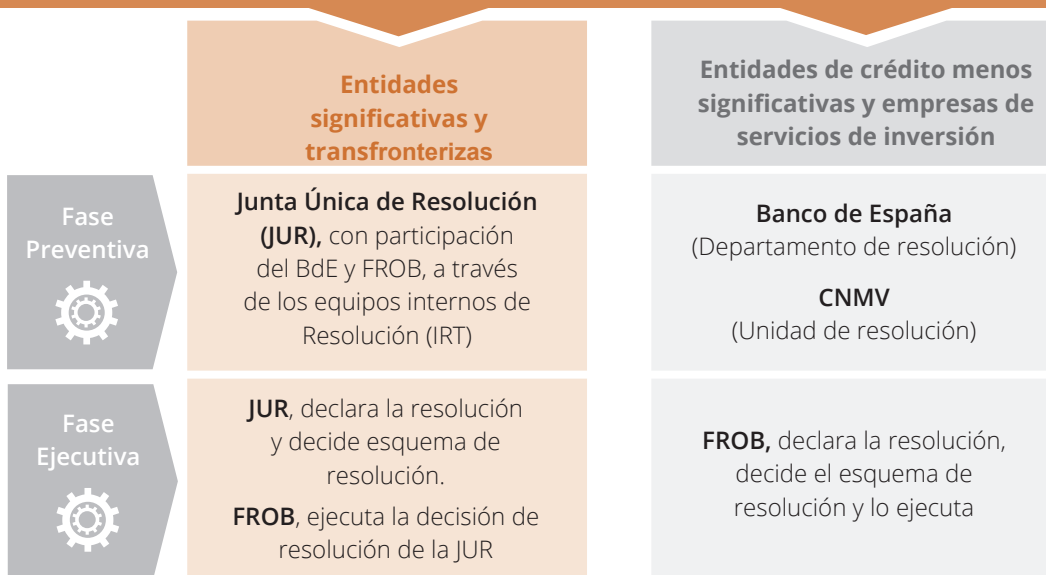 Entidades
significativas y
transfronterizas
Entidades de crédito menos
significativas y empresas de
servicios de inversión
Fase
Preventiva
Junta Única de Resolución
(JUR), con participación
del BdE y FROB, a través
de los equipos internos de
Resolución (IRT)
Banco de España
(Departamento de resolución)
CNMV
(Unidad de resolución)
Fase
Ejecutiva
JUR, declara la resolución
y decide esquema de
resolución.
FROB, ejecuta la decisión de
resolución de la JUR
FROB, declara la resolución,
decide el esquema de
resolución y lo ejecuta